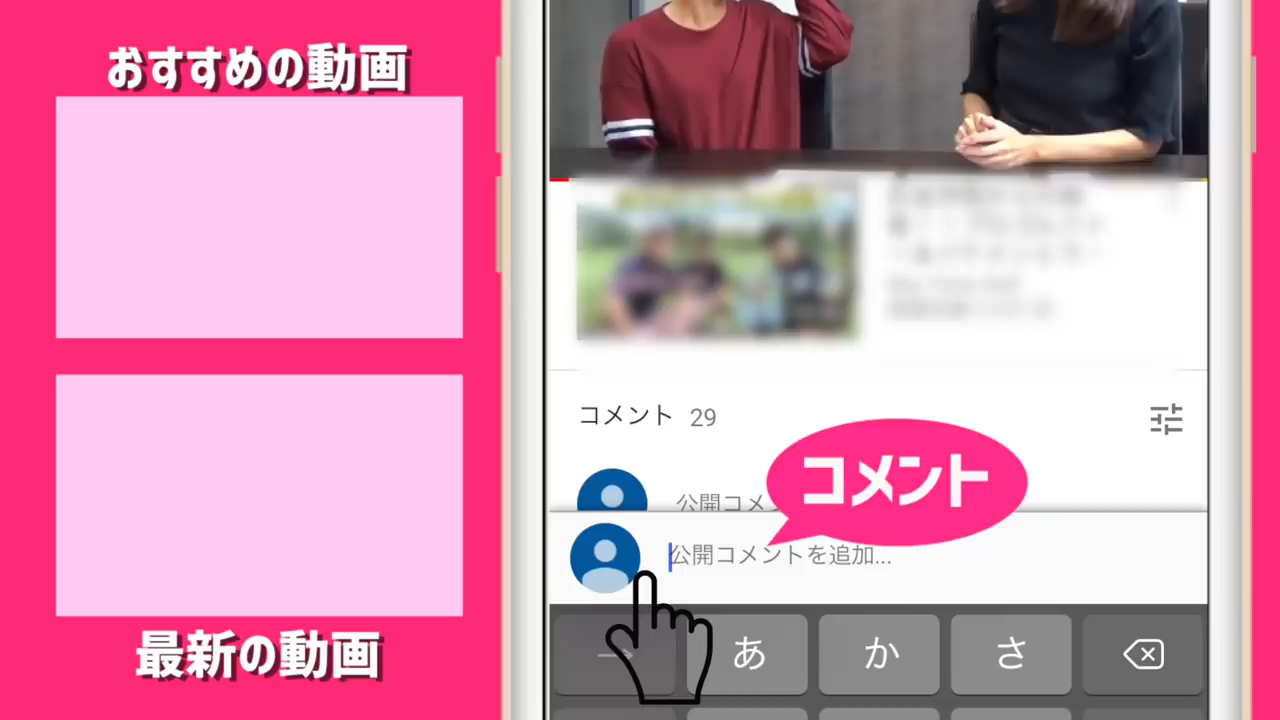 おすすめの動画
最新の動画
コメント 29
コメント
公開コメ
公開コメントを追加...
→ あ か さ